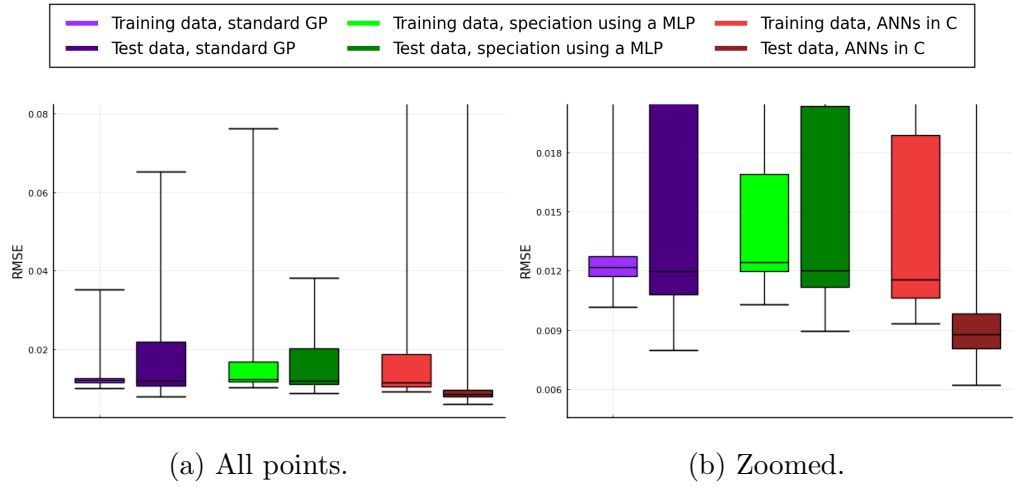 Training data, standard GP
Training data, speciation using a MLP
Training data, ANNs in C
Test data, standard GP
Test data, speciation using a MLP
Test data, ANNs in C
RMSE
0.08
0.06
0.04
0.02
RMSE
0.018
0.015
0.012
0.009
0.006
(a) All points.
(b) Zoomed.